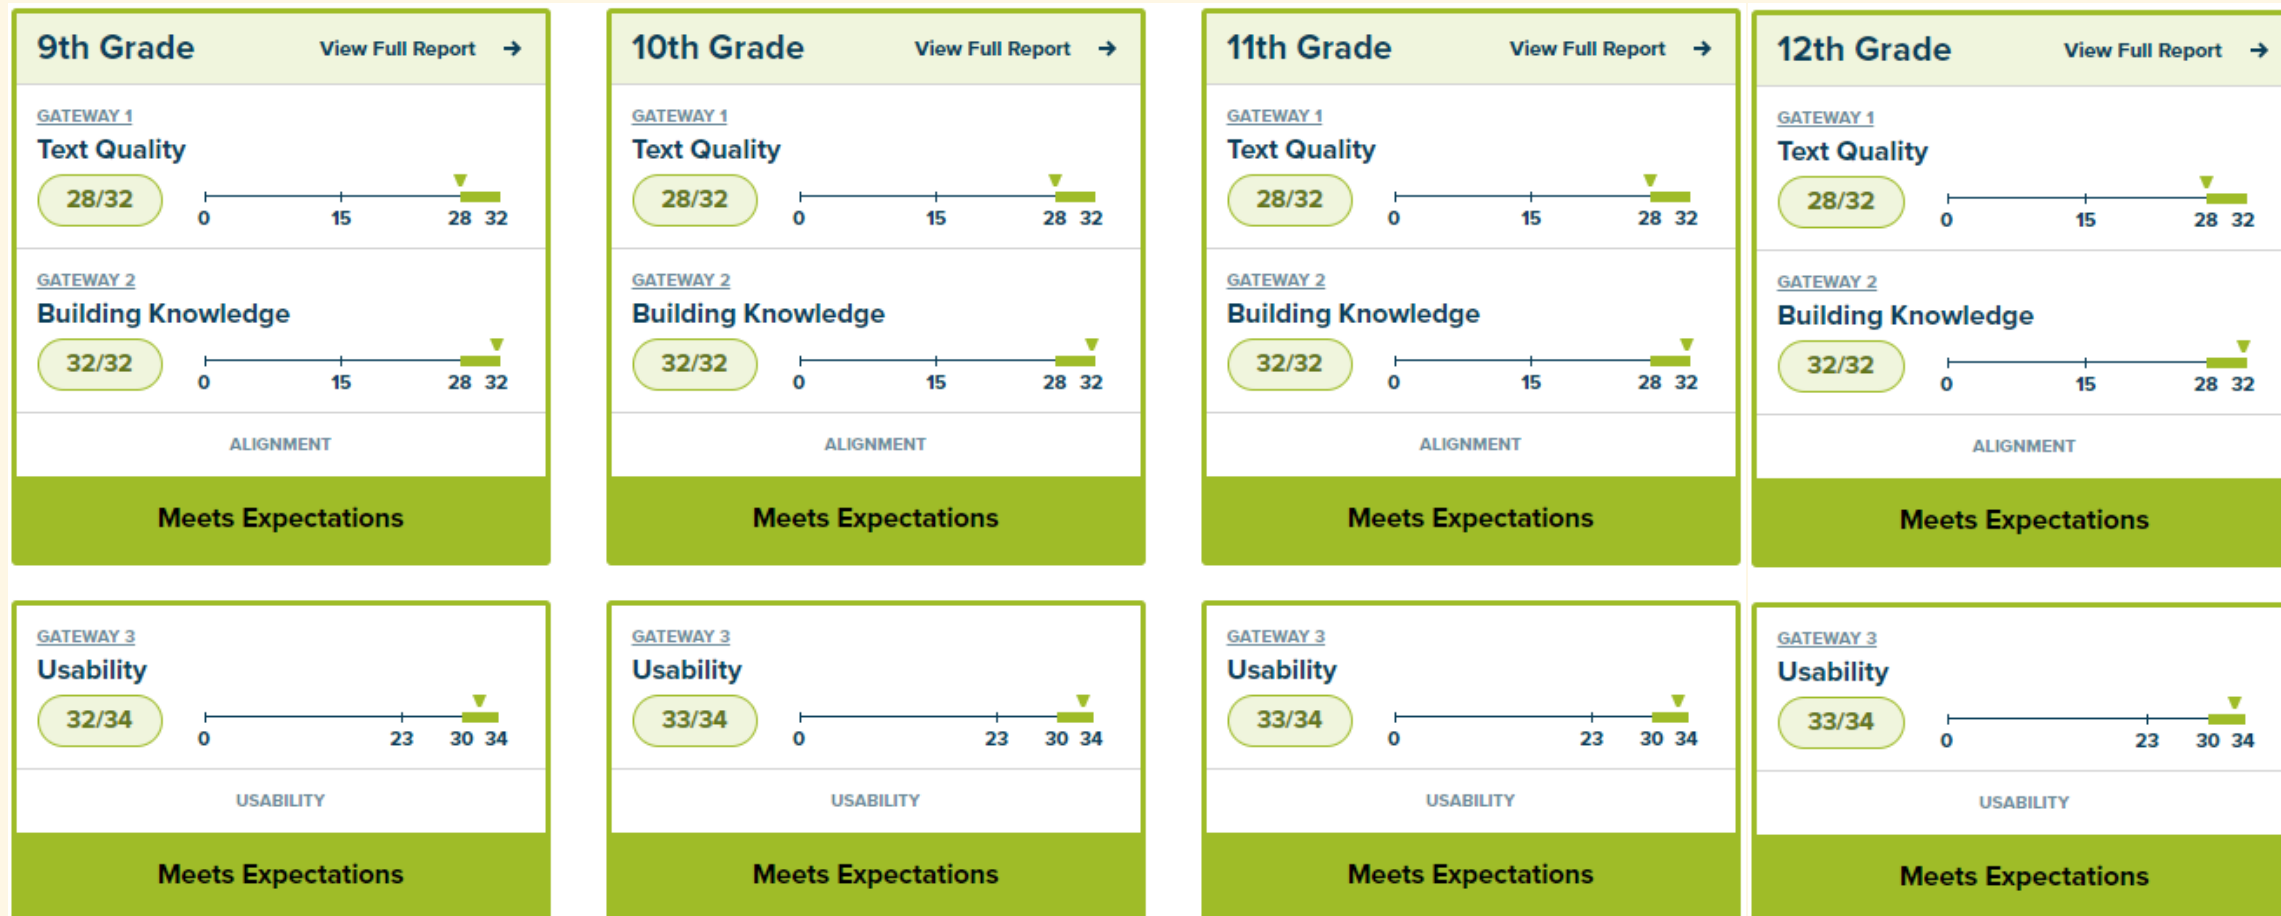 9th Grade View Full Report →
GATEWAY 1
Text Quality
28/32
0 15 28 32
GATEWAY 2
Building Knowledge
32/32
0 15 28 32
ALIGNMENT
Meets Expectations
GATEWAY 3
Usability
32/34
0 23 30 34
USABILITY
Meets Expectations
10th Grade View Full Report →
GATEWAY 1
Text Quality
28/32
0 15 28 32
GATEWAY 2
Building Knowledge
32/32
0 15 28 32
ALIGNMENT
Meets Expectations
GATEWAY 3
Usability
33/34
0 23 30 34
USABILITY
Meets Expectations
11th Grade View Full Report →
GATEWAY 1
Text Quality
28/32
0 15 28 32
GATEWAY 2
Building Knowledge
32/32
0 15 28 32
ALIGNMENT
Meets Expectations
GATEWAY 3
Usability
33/34
0 23 30 34
USABILITY
Meets Expectations
12th Grade View Full Report →
GATEWAY 1
Text Quality
28/32
0 15 28 32
GATEWAY 2
Building Knowledge
32/32
0 15 28 32
ALIGNMENT
Meets Expectations
GATEWAY 3
Usability
33/34
0 23 30 34
USABILITY
Meets Expectations